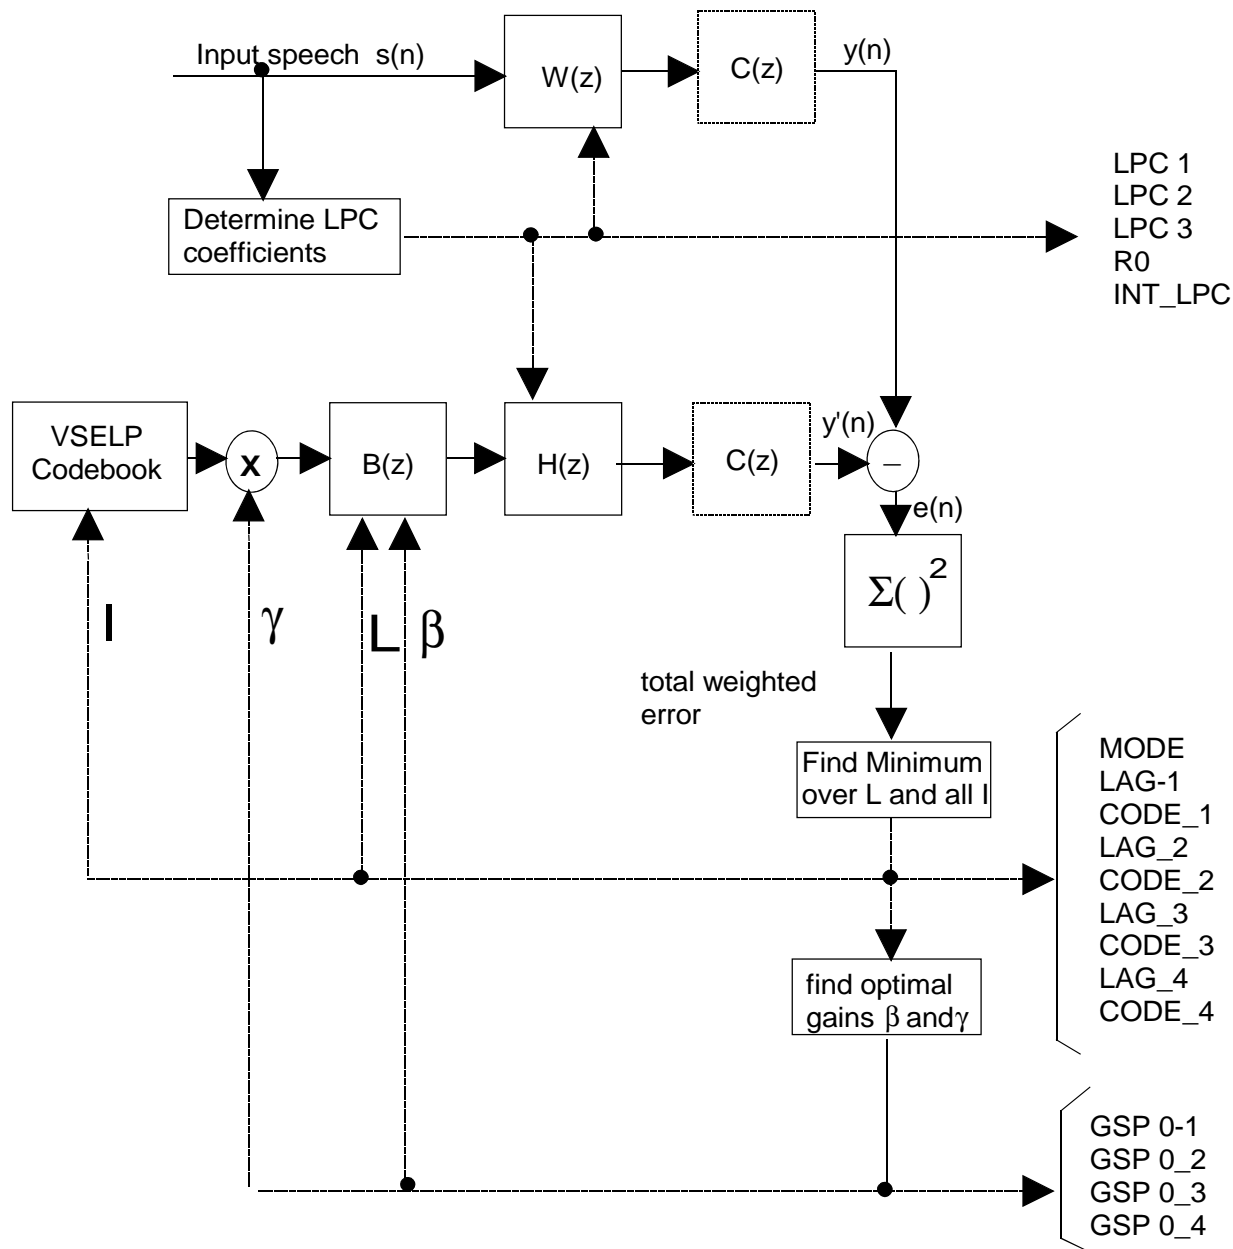 Input speech s(n)
W(z)
C(z)
y(n)
LPC 1
LPC 2
LPC 3
R0
INT_LPC
Determine LPC
coefficients
VSELP
Codebook
x
B(z)
H(z)
C(z)
y'(n)
–
e(n)
Σ( )²
I
γ
L
β
total weighted
error
Find Minimum
over L and all I
MODE
LAG-1
CODE_1
LAG_2
CODE_2
LAG_3
CODE_3
LAG_4
CODE_4
find optimal
gains β and γ
GSP 0-1
GSP 0_2
GSP 0_3
GSP 0_4